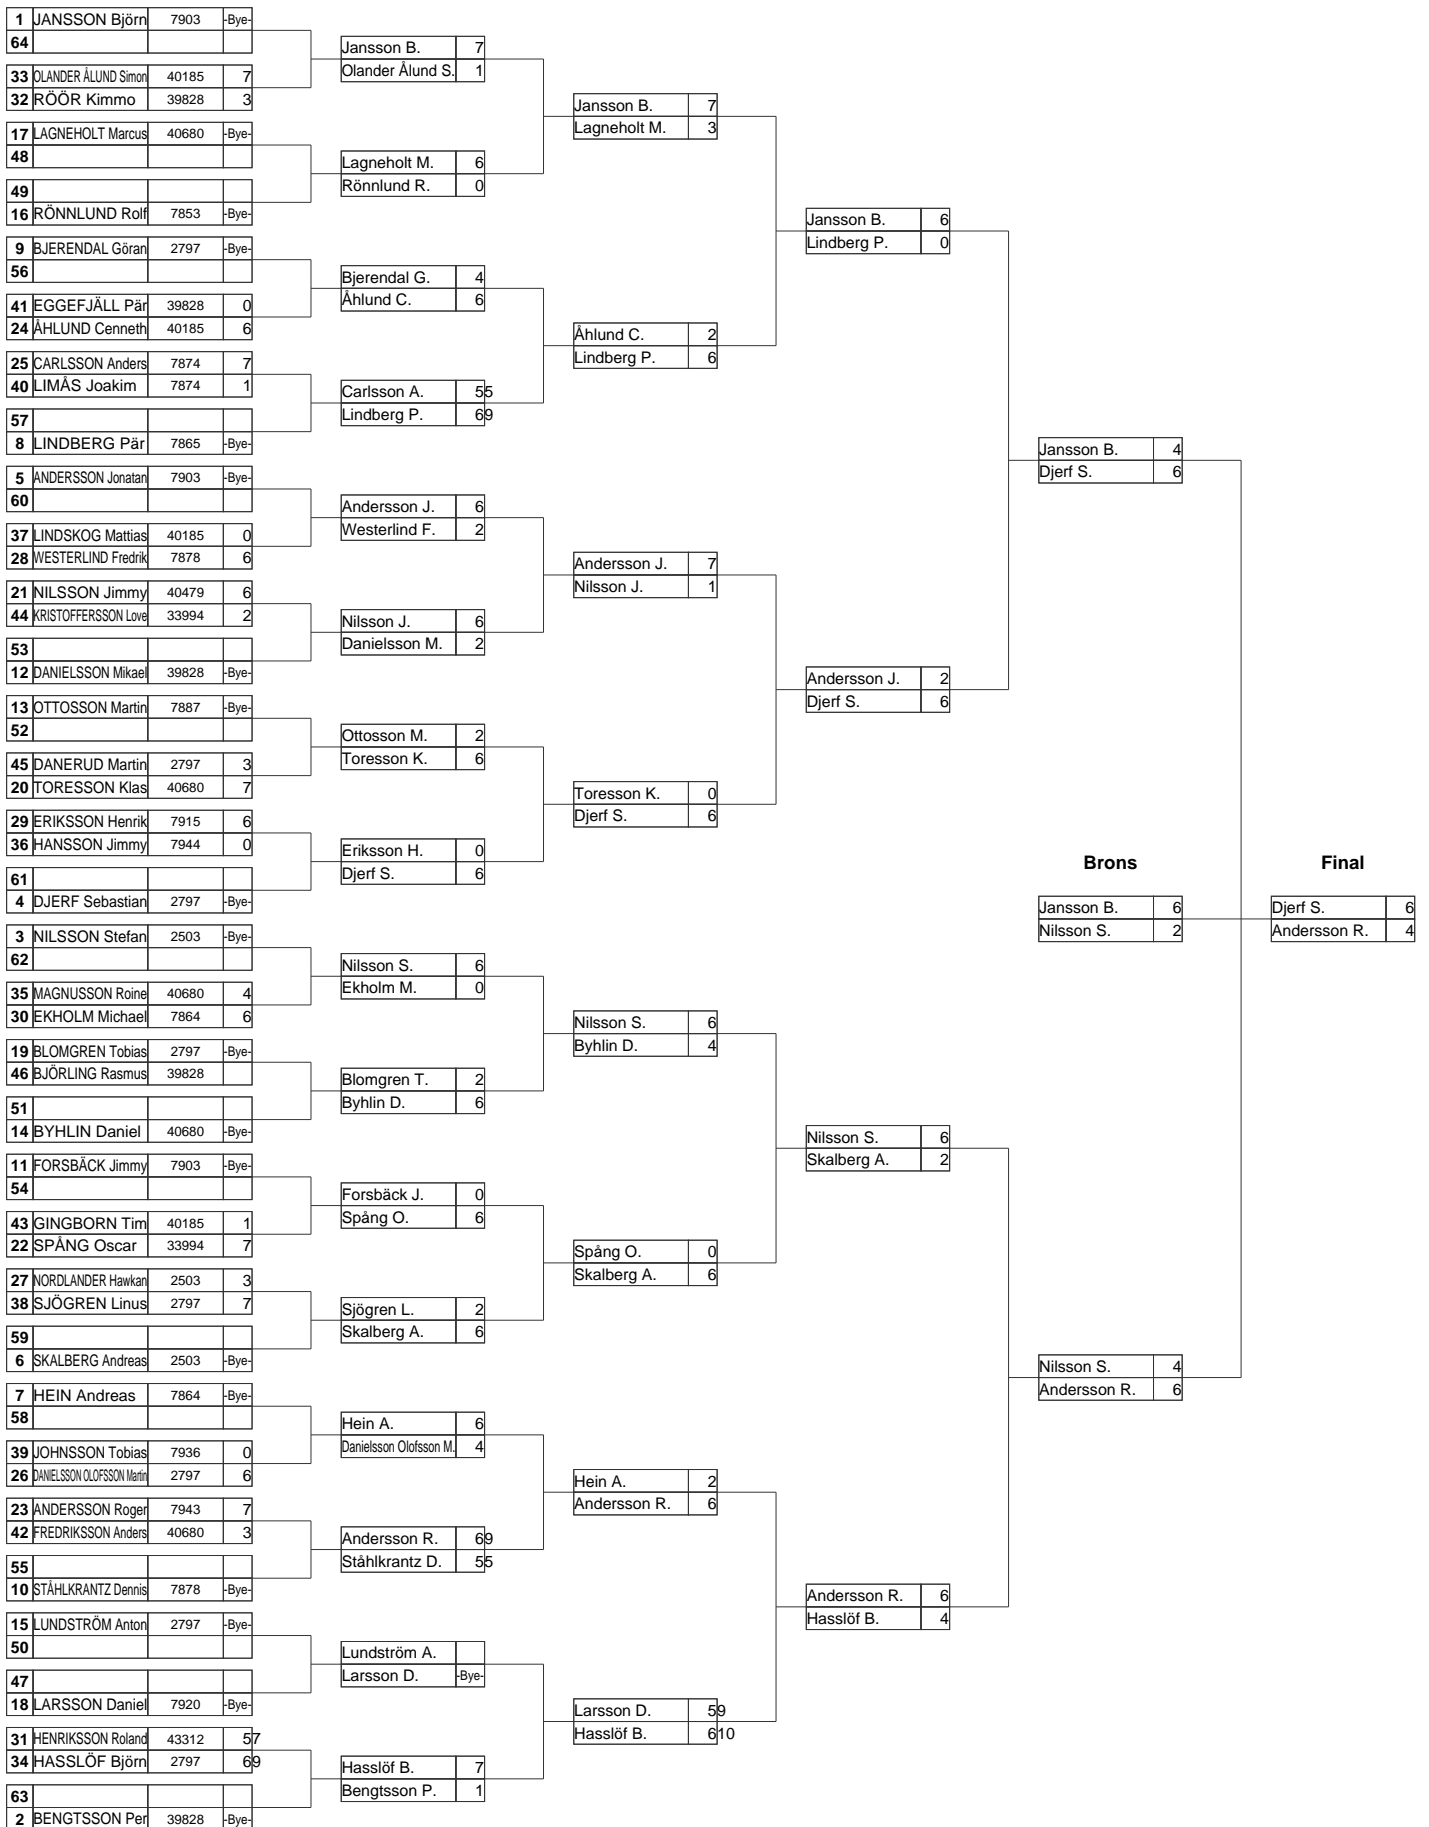 1 JANSSON Björn 7903 -Bye-
64
33 OLANDER ÅLUND Simon 40185 7
32 RÖÖR Kimmo 39828 3
17 LAGNEHOLT Marcus 40680 -Bye-
48
49
16 RÖNNLUND Rolf 7853 -Bye-
9 BJERENDAL Göran 2797 -Bye-
56
41 EGGEFJÄLL Pär 39828 0
24 ÅHLUND Cenneth 40185 6
25 CARLSSON Anders 7874 7
40 LIMÅS Joakim 7874 1
57
8 LINDBERG Pär 7865 -Bye-
5 ANDERSSON Jonatan 7903 -Bye-
60
37 LINDSKOG Mattias 40185 0
28 WESTERLIND Fredrik 7878 6
21 NILSSON Jimmy 40479 6
44 KRISTOFFERSSON Love 33994 2
53
12 DANIELSSON Mikael 39828 -Bye-
13 OTTOSSON Martin 7887 -Bye-
52
45 DANERUD Martin 2797 3
20 TORESSON Klas 40680 7
29 ERIKSSON Henrik 7915 6
36 HANSSON Jimmy 7944 0
61
4 DJERF Sebastian 2797 -Bye-
3 NILSSON Stefan 2503 -Bye-
62
35 MAGNUSSON Roine 40680 4
30 EKHOLM Michael 7864 6
19 BLOMGREN Tobias 2797 -Bye-
46 BJÖRLING Rasmus 39828
51
14 BYHLIN Daniel 40680 -Bye-
11 FORSBÄCK Jimmy 7903 -Bye-
54
43 GINGBORN Tim 40185 1
22 SPÅNG Oscar 33994 7
27 NORDLANDER Hawkan 2503 3
38 SJÖGREN Linus 2797 7
59
6 SKALBERG Andreas 2503 -Bye-
7 HEIN Andreas 7864 -Bye-
58
39 JOHNSSON Tobias 7936 0
26 DANIELSSON OLOFSSON Martin 2797 6
23 ANDERSSON Roger 7943 7
42 FREDRIKSSON Anders 40680 3
55
10 STÅHLKRANTZ Dennis 7878 -Bye-
15 LUNDSTRÖM Anton 2797 -Bye-
50
47
18 LARSSON Daniel 7920 -Bye-
31 HENRIKSSON Roland 43312 57
34 HASSLÖF Björn 2797 69
63
2 BENGTSSON Per 39828 -Bye-
Jansson B. 7
Olander Ålund S. 1
Lagneholt M. 6
Rönnlund R. 0
Bjerendal G. 4
Åhlund C. 6
Carlsson A. 55
Lindberg P. 69
Andersson J. 6
Westerlind F. 2
Nilsson J. 6
Danielsson M. 2
Ottosson M. 2
Toresson K. 6
Eriksson H. 0
Djerf S. 6
Nilsson S. 6
Ekholm M. 0
Blomgren T. 2
Byhlin D. 6
Forsbäck J. 0
Spång O. 6
Sjögren L. 2
Skalberg A. 6
Hein A. 6
Danielsson Olofsson M. 4
Andersson R. 69
Ståhlkrantz D. 55
Lundström A.
Larsson D. -Bye-
Hasslöf B. 7
Bengtsson P. 1
Jansson B. 7
Lagneholt M. 3
Åhlund C. 2
Lindberg P. 6
Andersson J. 7
Nilsson J. 1
Toresson K. 0
Djerf S. 6
Nilsson S. 6
Byhlin D. 4
Spång O. 0
Skalberg A. 6
Hein A. 2
Andersson R. 6
Larsson D. 59
Hasslöf B. 610
Jansson B. 6
Lindberg P. 0
Andersson J. 2
Djerf S. 6
Nilsson S. 6
Skalberg A. 2
Andersson R. 6
Hasslöf B. 4
Jansson B. 4
Djerf S. 6
Nilsson S. 4
Andersson R. 6
Brons
Jansson B. 6
Nilsson S. 2
Final
Djerf S. 6
Andersson R. 4